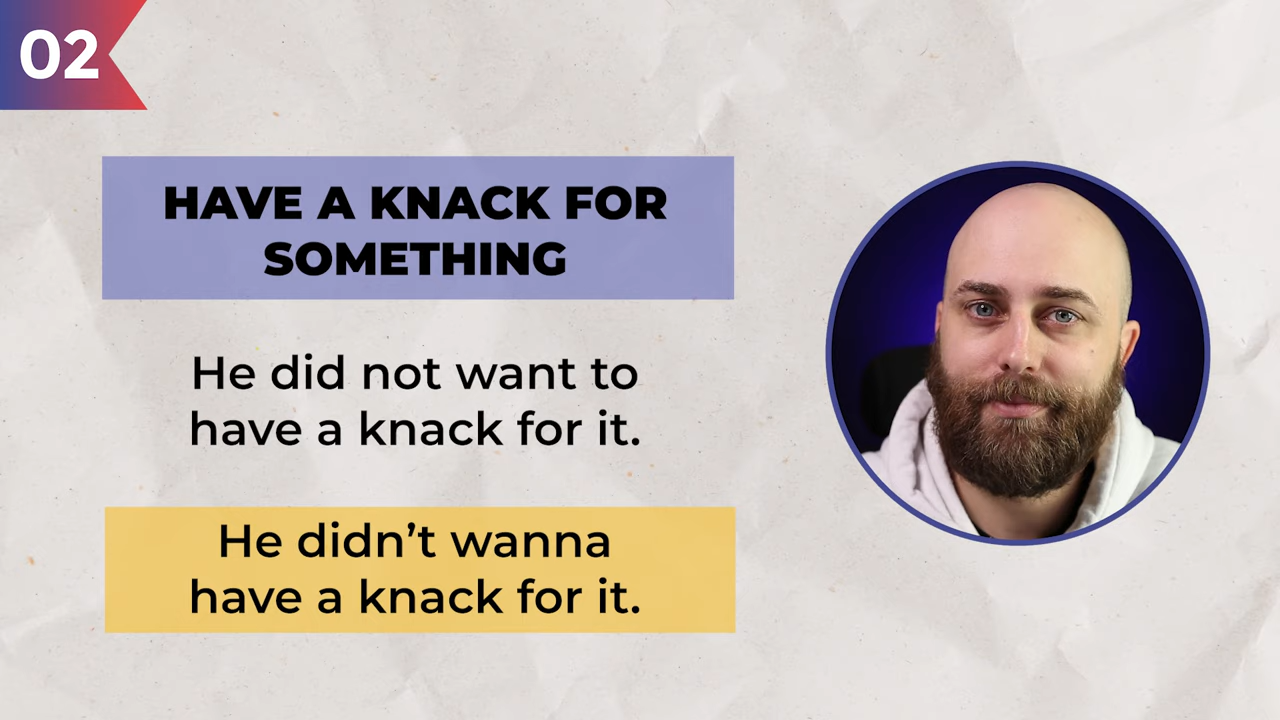 02
HAVE A KNACK FOR
SOMETHING
He did not want to
have a knack for it.
He didn’t wanna
have a knack for it.